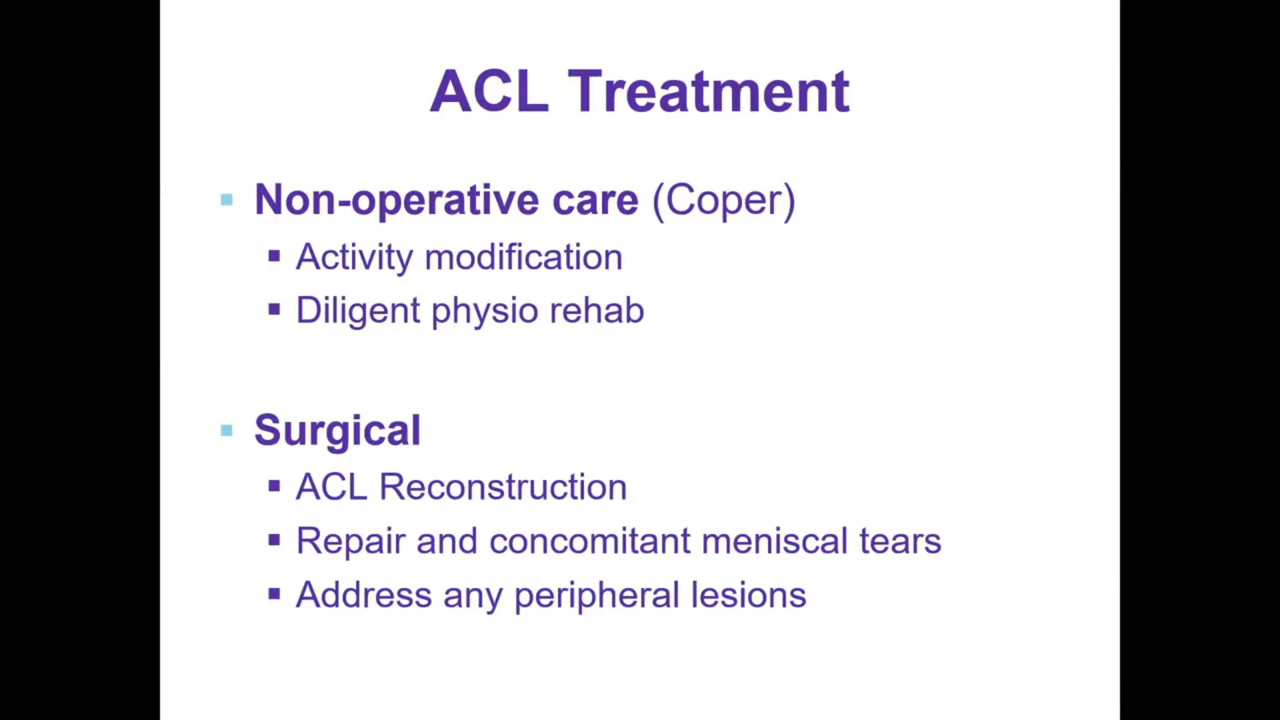 ACL Treatment
Non-operative care (Coper)
Activity modification
Diligent physio rehab
Surgical
ACL Reconstruction
Repair and concomitant meniscal tears
Address any peripheral lesions